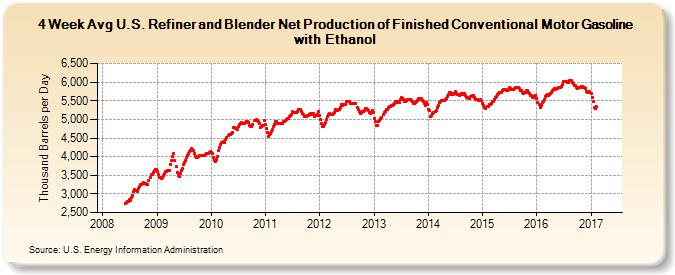 4 Week Avg U.S. Refiner and Blender Net Production of Finished Conventional Motor Gasoline
with Ethanol
Thousand Barrels per Day
6,500
6,000
5,500
5,000
4,500
4,000
3,500
3,000
2,500
2008 2009 2010 2011 2012 2013 2014 2015 2016 2017
Source: U.S. Energy Information Administration